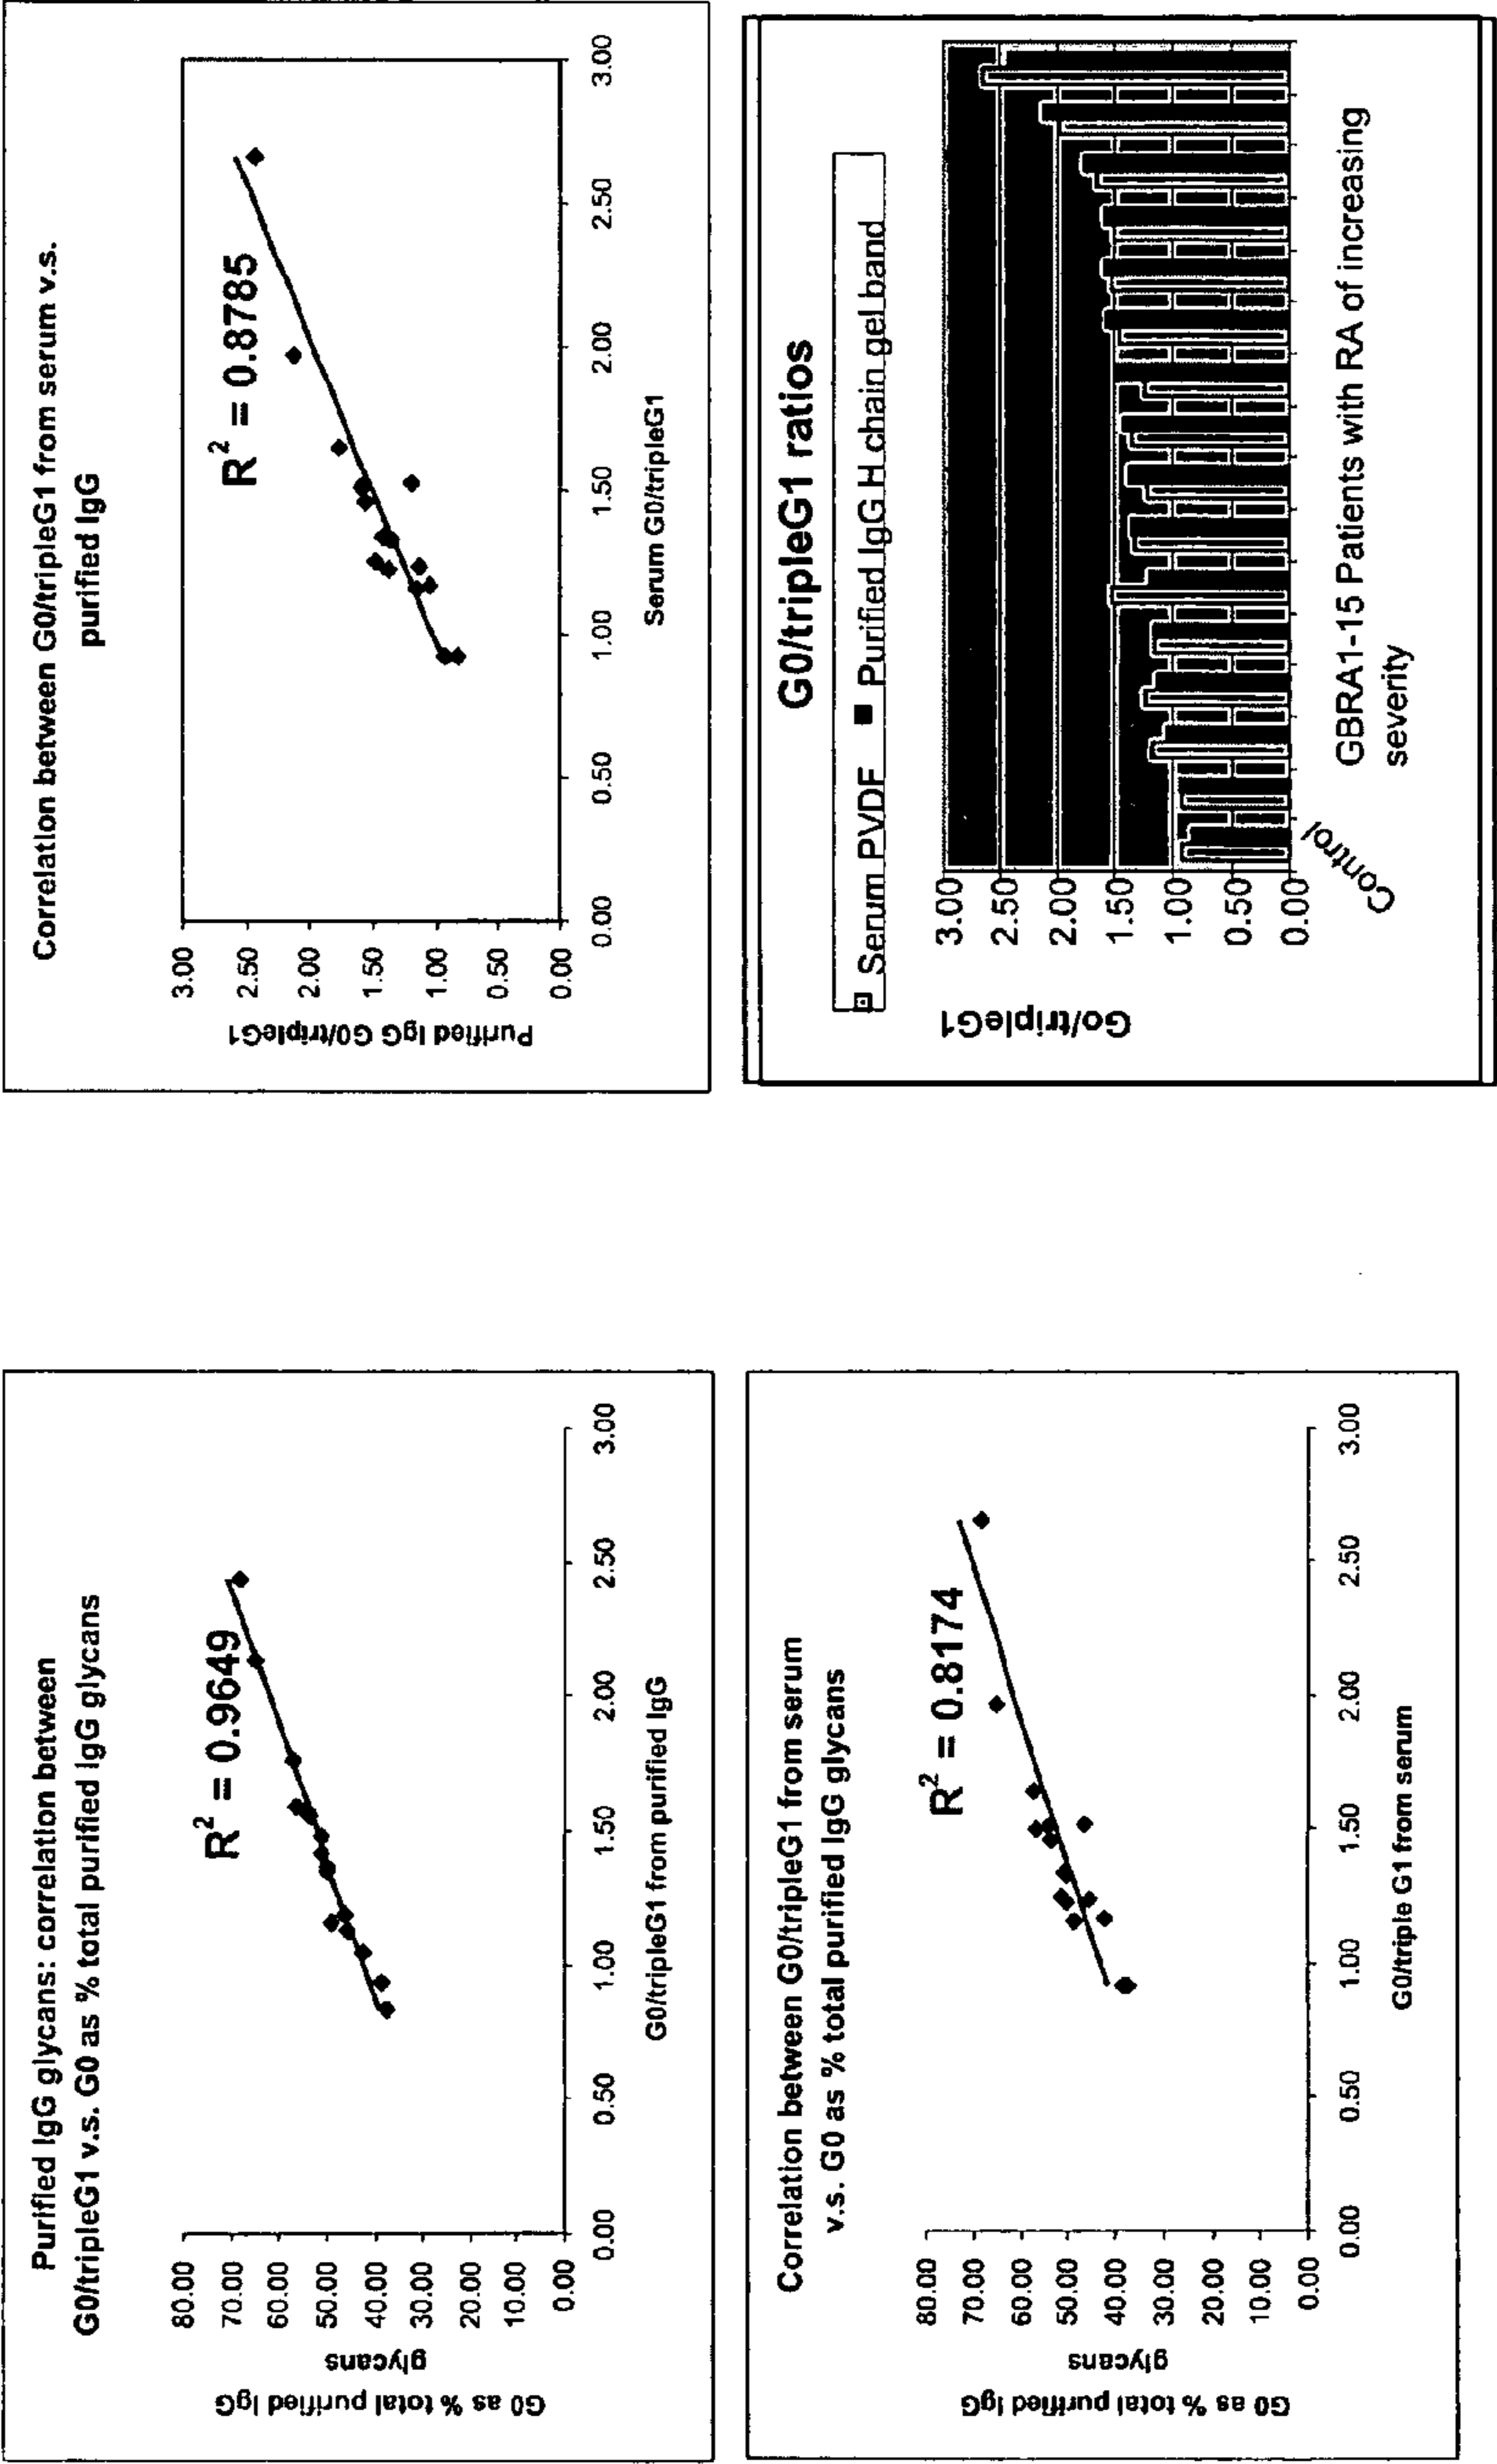 Purified IgG glycans: correlation between
G0/tripleG1 v.s. G0 as % total purified IgG glycans
R² = 0.9649
G0 as % total purified IgG
glycans
80.00
70.00
60.00
50.00
40.00
30.00
20.00
10.00
0.00
0.00 0.50 1.00 1.50 2.00 2.50 3.00
G0/tripleG1 from purified IgG
Correlation between G0/tripleG1 from serum v.s.
purified IgG
R² = 0.8785
Purified IgG G0/tripleG1
3.00
2.50
2.00
1.50
1.00
0.50
0.00
0.00 0.50 1.00 1.50 2.00 2.50 3.00
Serum G0/tripleG1
Correlation between G0/tripleG1 from serum
v.s. G0 as % total purified IgG glycans
R² = 0.8174
G0 as % total purified IgG
glycans
80.00
70.00
60.00
50.00
40.00
30.00
20.00
10.00
0.00
0.00 0.50 1.00 1.50 2.00 2.50 3.00
G0/triple G1 from serum
G0/tripleG1 ratios
Serum PVDF Purified IgG H chain gel band
Go/tripleG1
3.00
2.50
2.00
1.50
1.00
0.50
0.00
Control
GBRA1-15 Patients with RA of increasing
severity